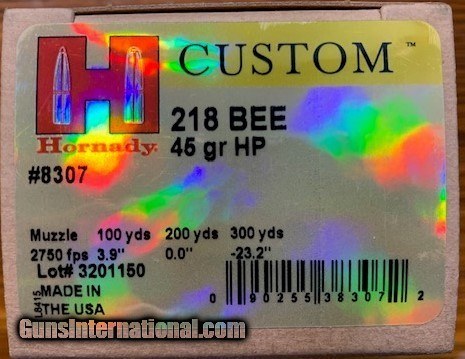 CUSTOM™
H
Hornady.
218 BEE
45 gr HP
#8307
Muzzle 100 yds 200 yds 300 yds
2750 fps 3.9" 0.0" -23.2"
Lot# 3201150
MADE IN
THE USA
L8415
0 90255 38307 2
GunsInternational.com